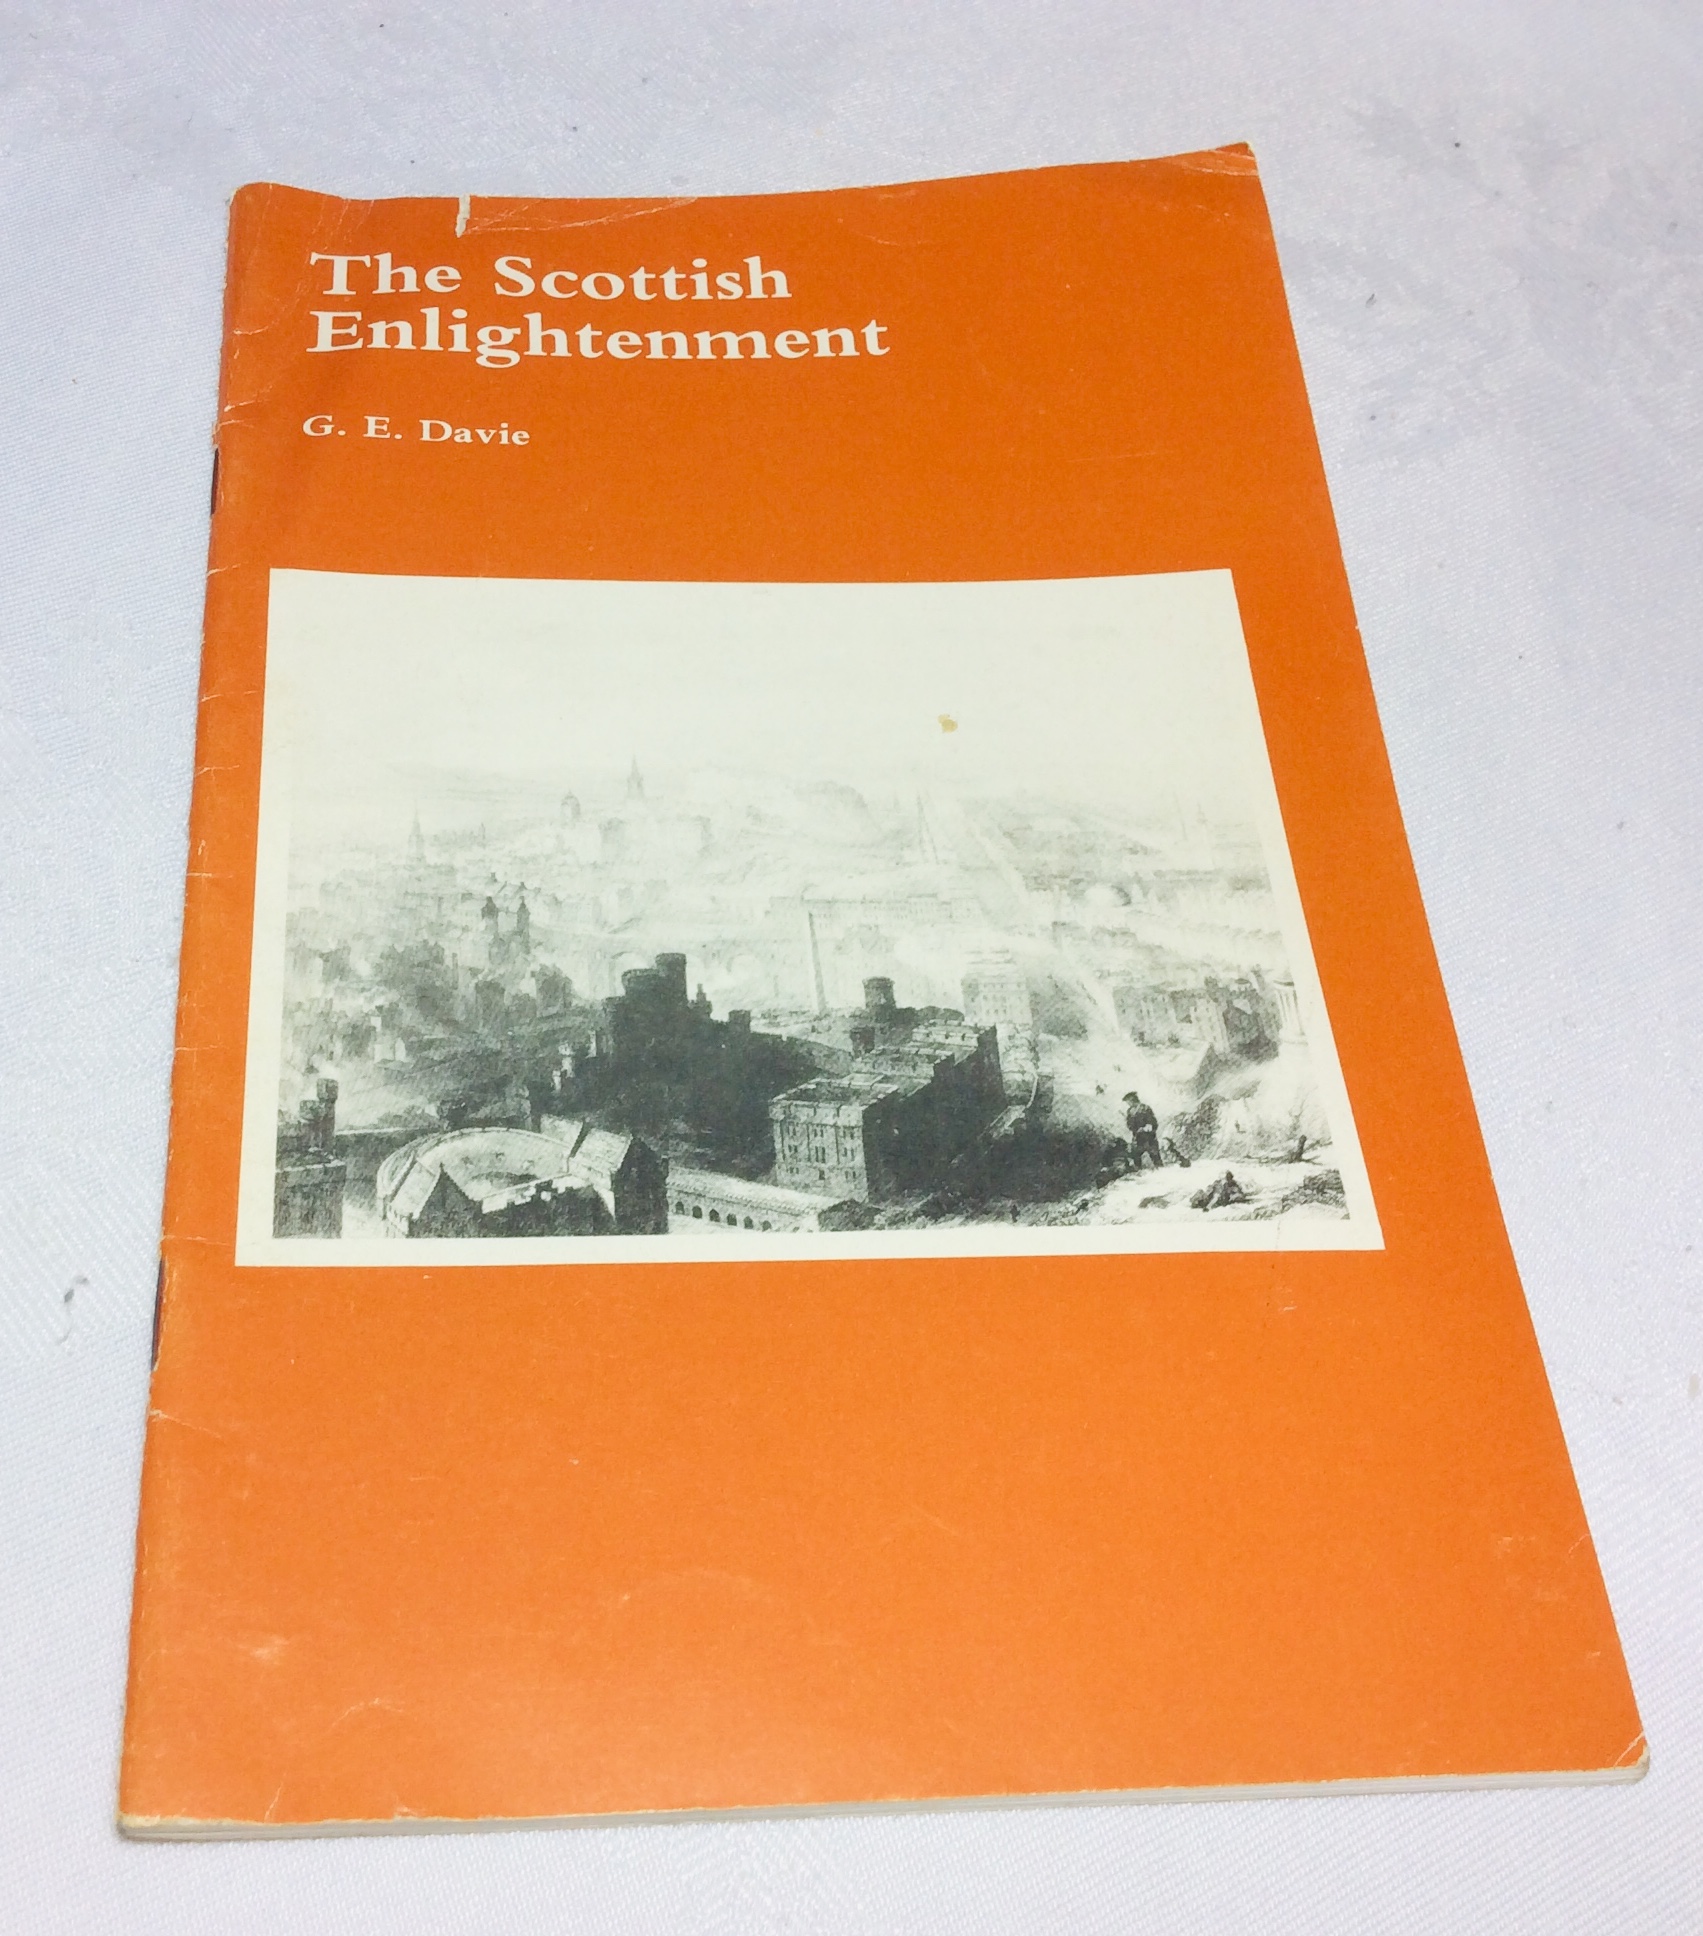 The Scottish
Enlightenment
G. E. Davie